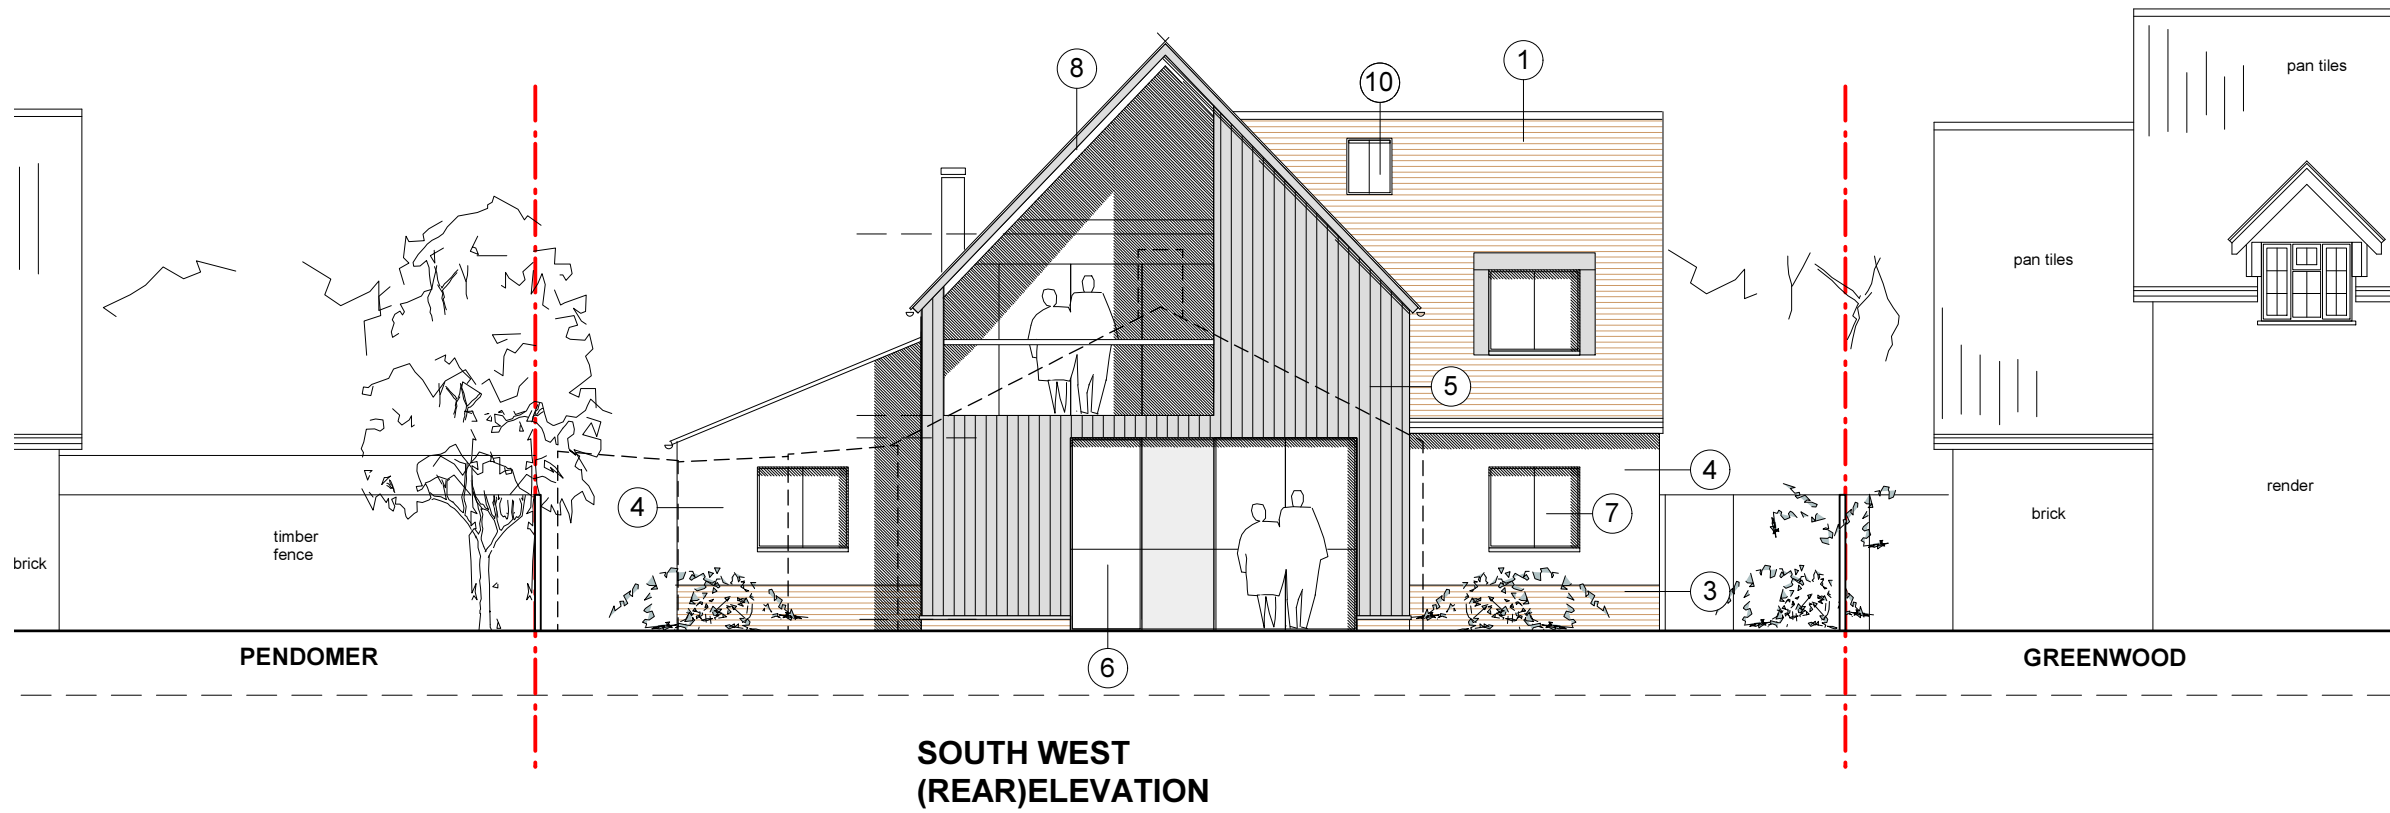 8
10
1
pan tiles
pan tiles
5
4
4
7
render
brick
timber
fence
brick
3
6
PENDOMER
GREENWOOD
SOUTH WEST
(REAR)ELEVATION